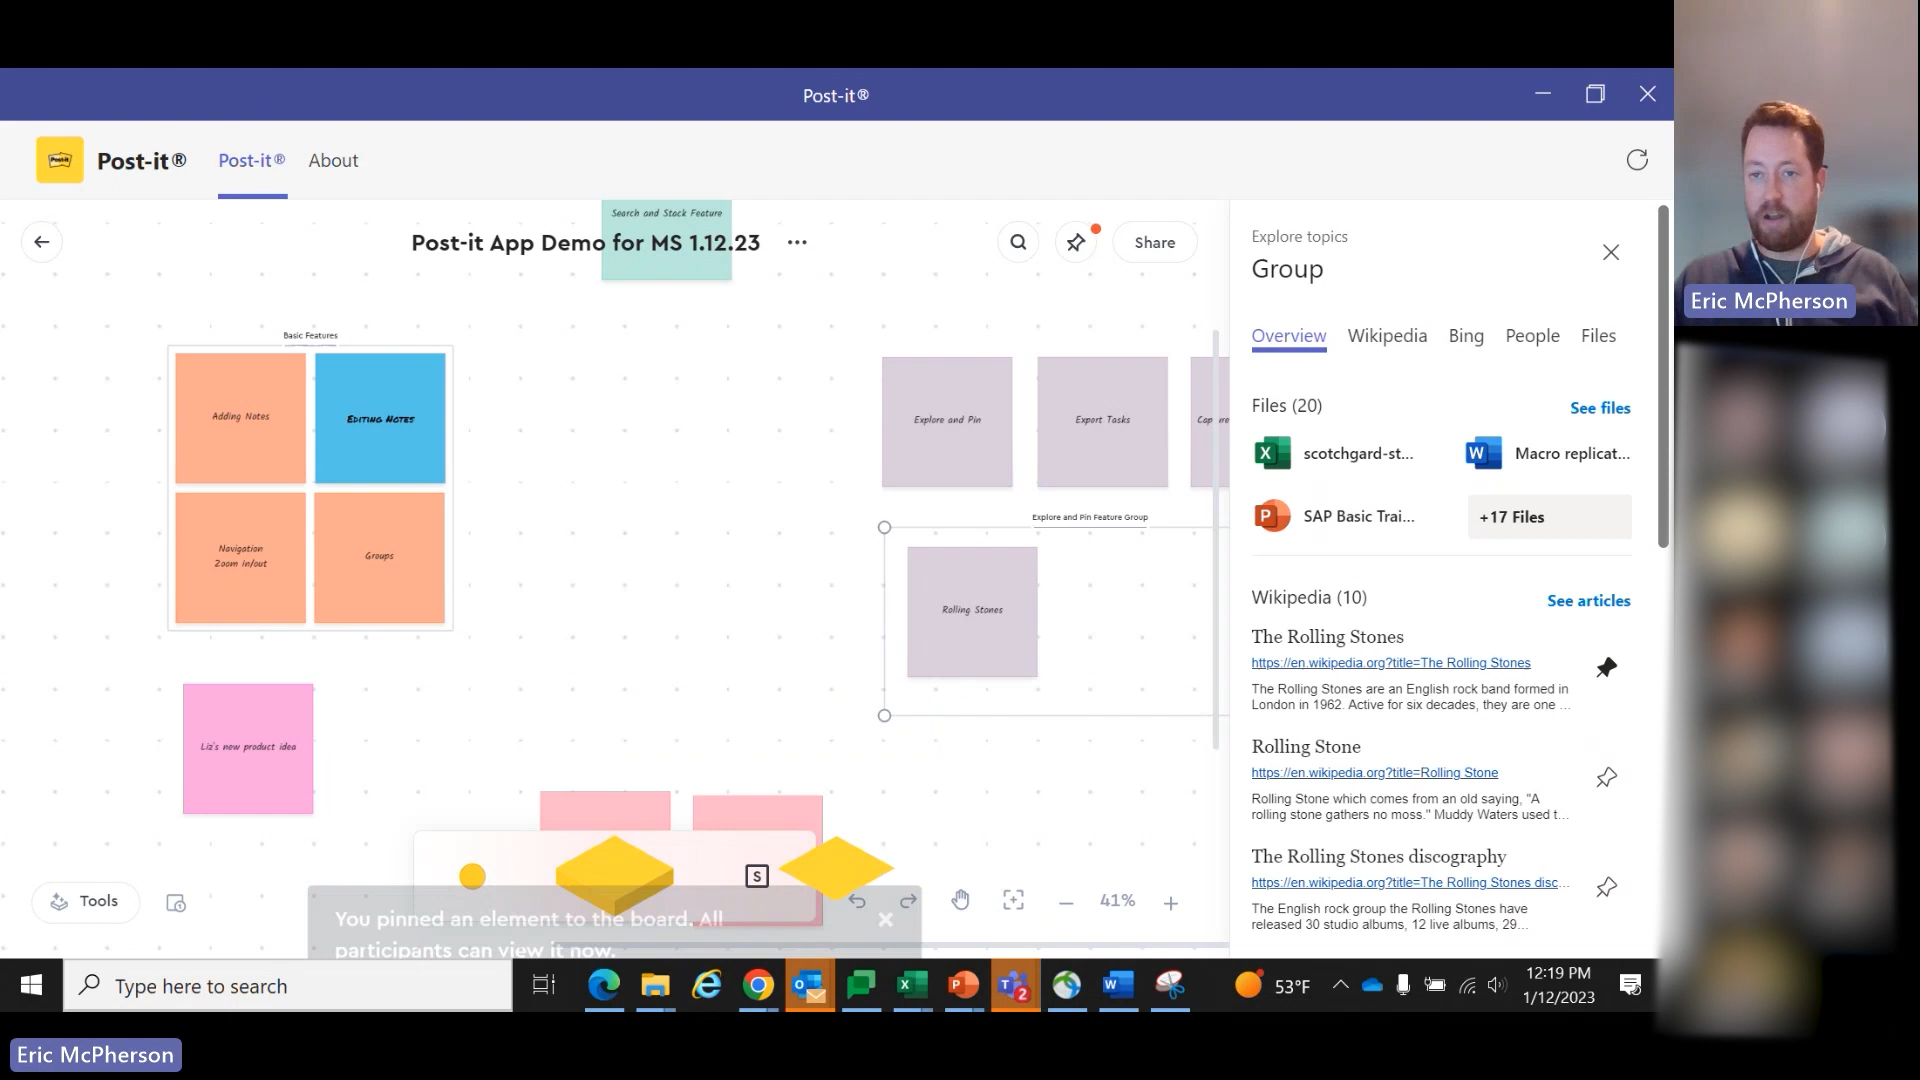 Post-it®
Post-it
Post-it®
Post-it®
About
Search and Stack Feature
Post-it App Demo for MS 1.12.23
Share
Explore topics
Group
Eric McPherson
Overview
Wikipedia
Bing
People
Files
Basic Features
Adding Notes
Editing Notes
Explore and Pin
Export Tasks
Files (20)
See files
X
scotchgard-st...
W
Macro replicat...
P
SAP Basic Trai...
+17 Files
Explore and Pin Feature Group
Navigation
Zoom in/out
Groups
Rolling Stones
Wikipedia (10)
See articles
The Rolling Stones
https://en.wikipedia.org?title=The Rolling Stones
The Rolling Stones are an English rock band formed in
London in 1962. Active for six decades, they are one ...
Liz's new product idea
Rolling Stone
https://en.wikipedia.org?title=Rolling Stone
Rolling Stone which comes from an old saying, "A
rolling stone gathers no moss." Muddy Waters used t...
The Rolling Stones discography
https://en.wikipedia.org?title=The Rolling Stones disc...
The English rock group the Rolling Stones have
released 30 studio albums, 12 live albums, 29...
S
Tools
41%
You pinned an element to the board. All
participants can view it now.
Type here to search
2
53°F
12:19 PM
1/12/2023
Eric McPherson